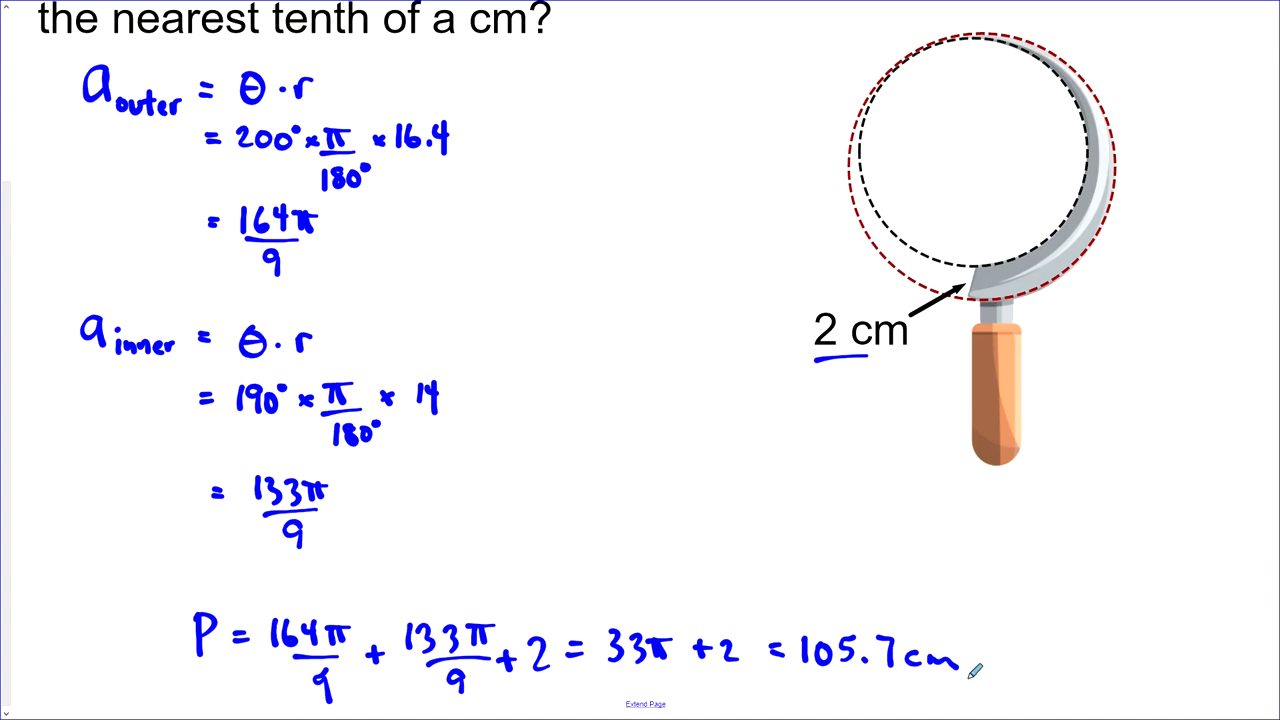 the nearest tenth of a cm?
a outer = θ · r
= 200° × π/180° × 16.4
= 164π/9
a inner = θ · r
2 cm
= 190° × π/180° × 14
= 133π/9
P = 164π/9 + 133π/9 + 2 = 33π + 2 = 105.7 cm
Extend Page